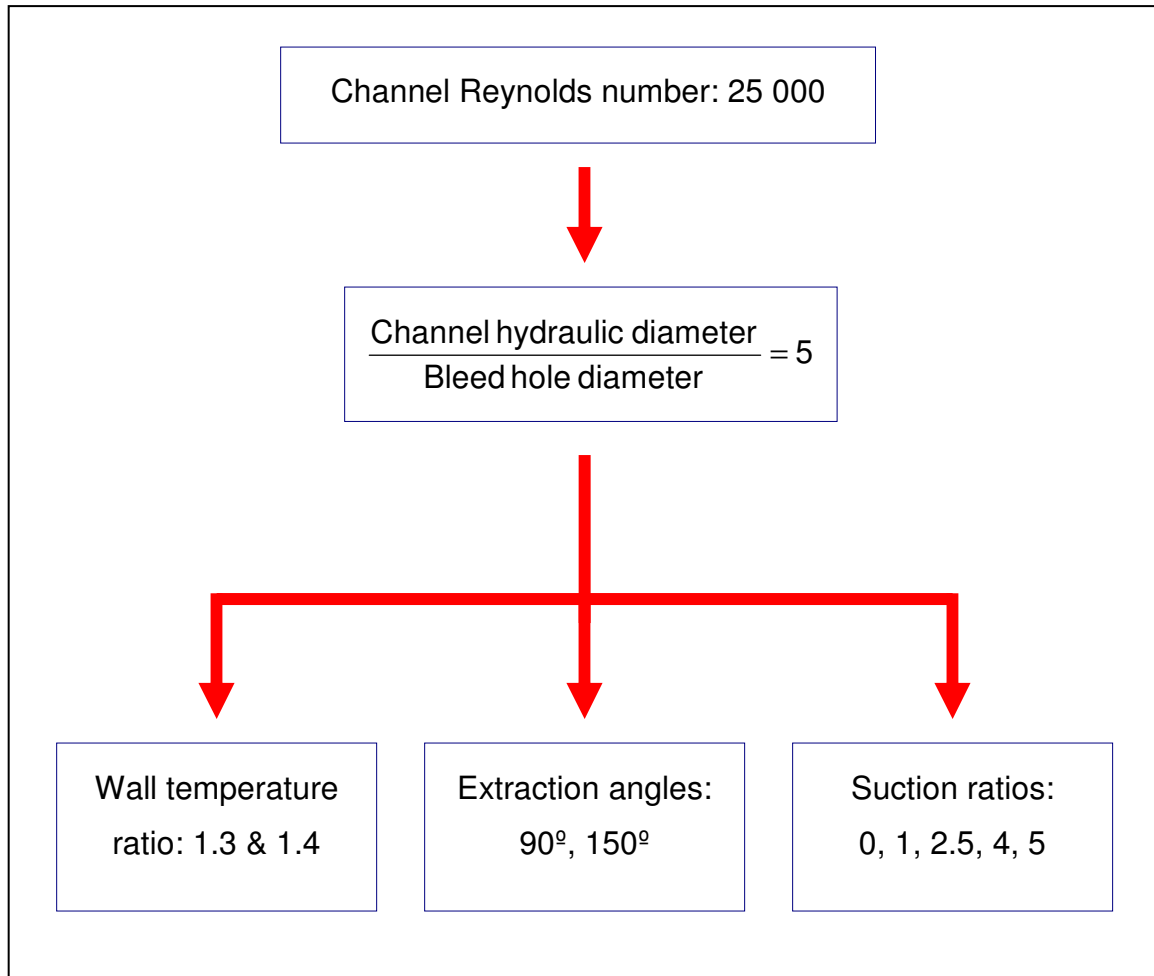 Channel Reynolds number: 25 000
Channel hydraulic diameter
Bleed hole diameter
= 5
Wall temperature
ratio: 1.3 & 1.4
Extraction angles:
90º, 150º
Suction ratios:
0, 1, 2.5, 4, 5